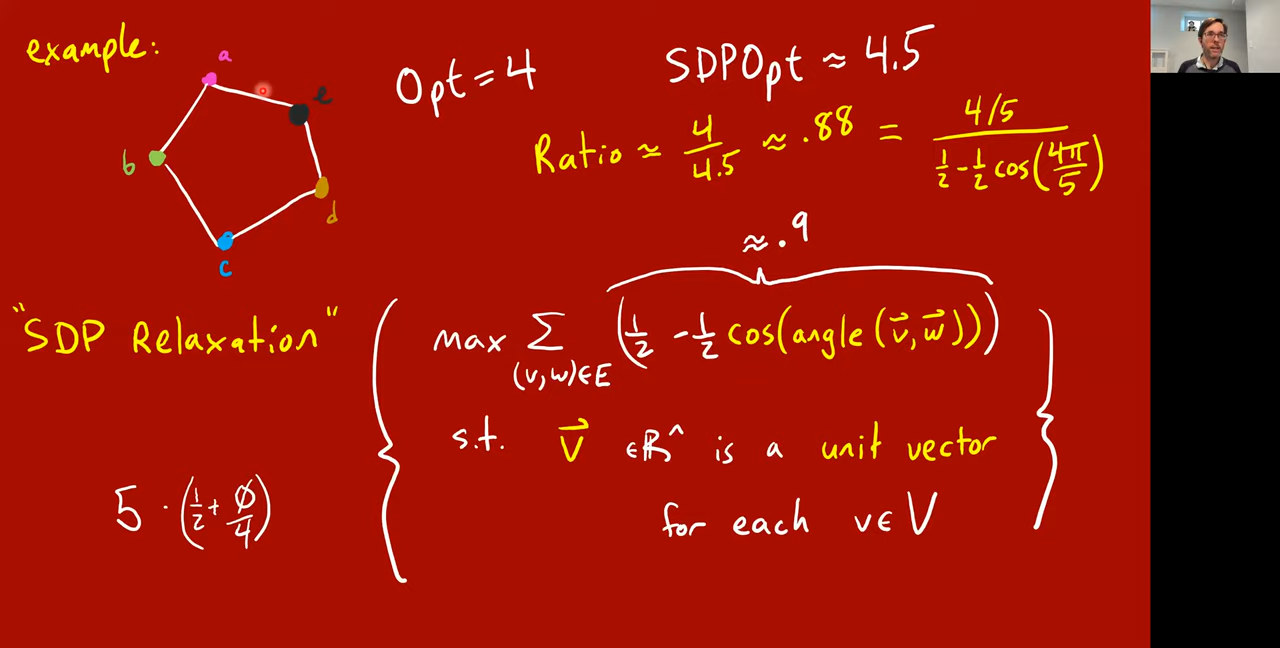 example:
a
e
b
d
c
Opt = 4
SDPOpt ≈ 4.5
Ratio ≈ 4/4.5 ≈ .88 = (4/5)/(1/2 - 1/2 cos(4π/5))
≈ .9
"SDP Relaxation"
max ∑ (v,w)∈E (1/2 - 1/2 cos(angle(v⃗, w⃗)))
s.t. v⃗ ∈ ℝ^n is a unit vector
for each v ∈ V
5 · (1/2 + φ/4)